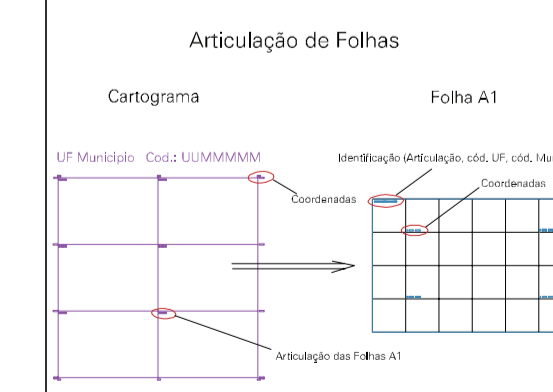 Articulação de Folhas
Cartograma
Folha A1
UF Municipio Cod.: UUMMMMM
Identificação (Articulação, cód. UF, cód.
Coordenadas
Coordenadas
Articulação das Folhas A1